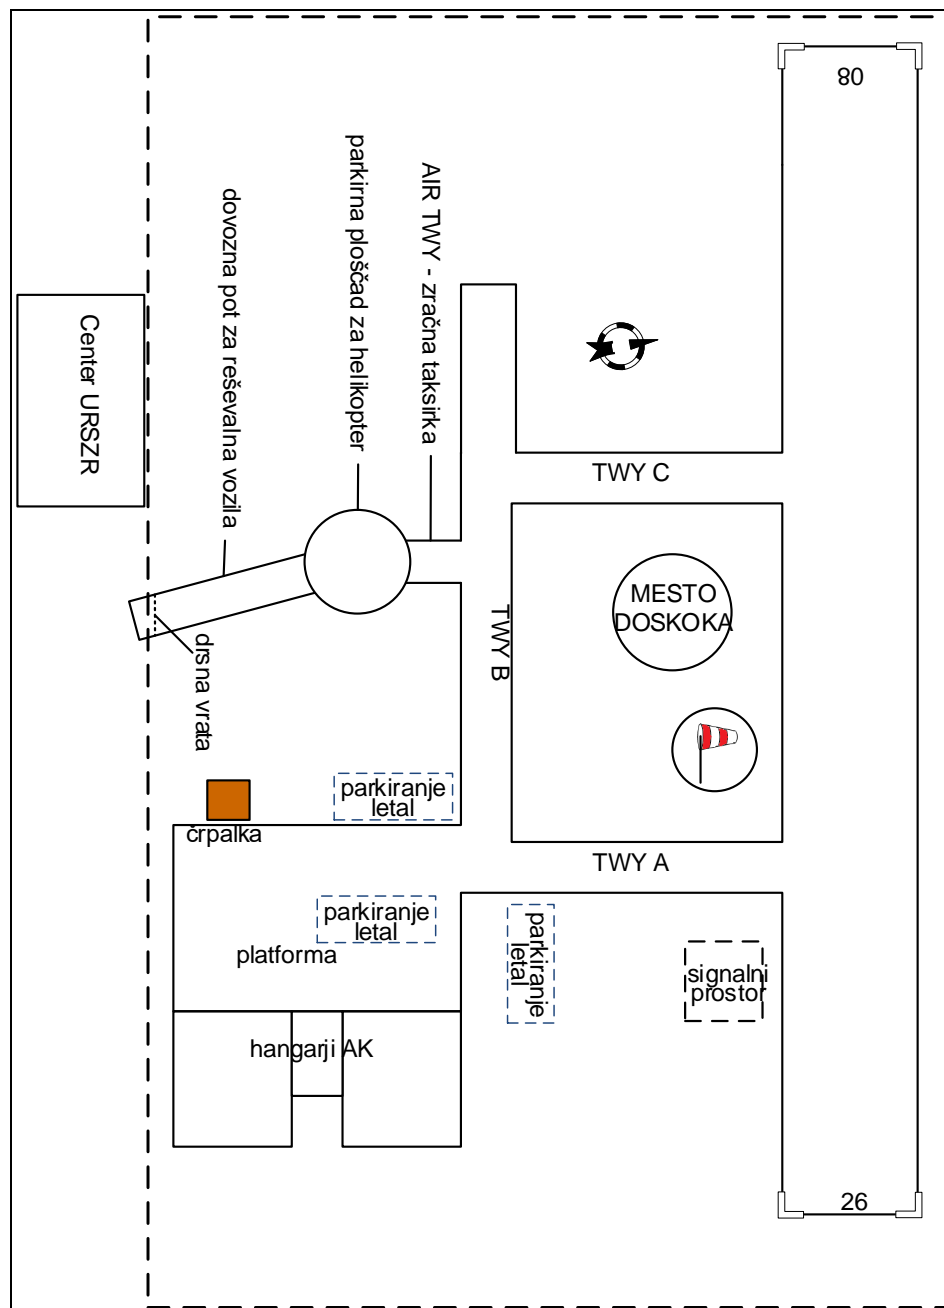 08
AIR TWY - zračna taksirka
parkirna ploščad za helikopter
dovozna pot za reševalna vozila
Center URSZR
TWY C
MESTO
DOSKOKA
TWY B
drsna vrata
parkiranje
letal
črpalka
TWY A
parkiranje
letal
platforma
parkiranje
letal
signalni
prostor
hangarji AK
26